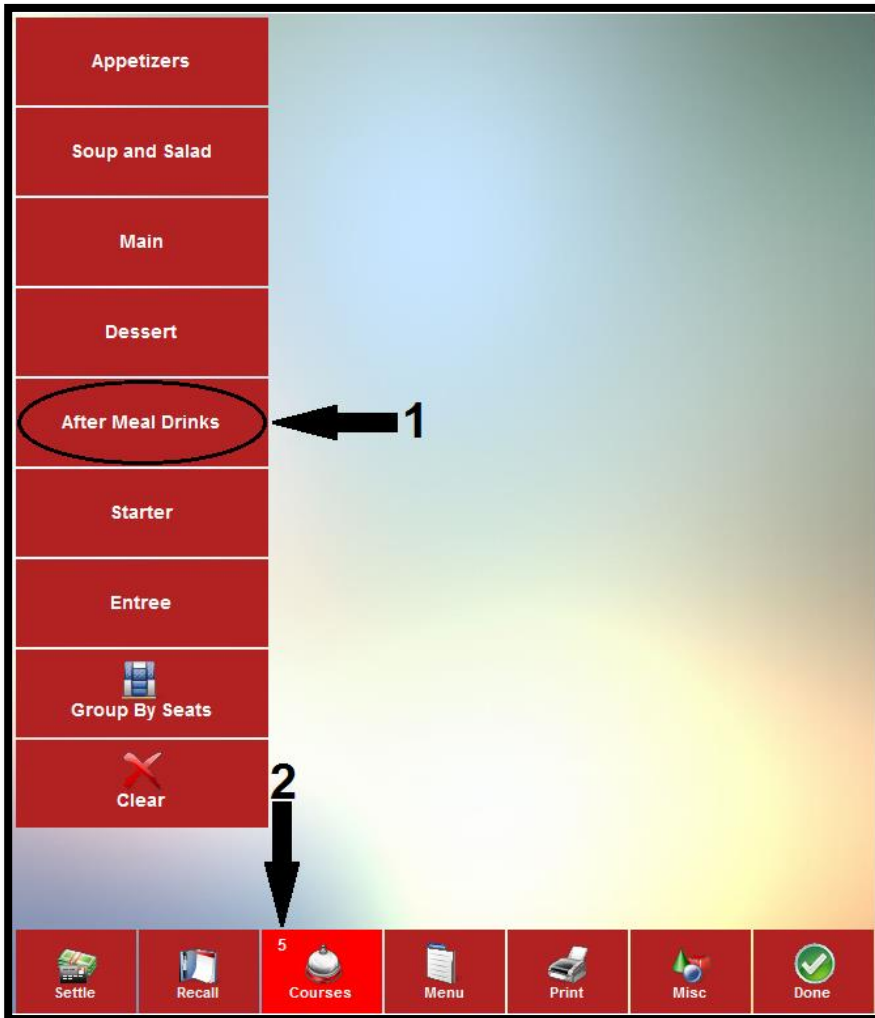 Appetizers
Soup and Salad
Main
Dessert
After Meal Drinks
1
Starter
Entree
Group By Seats
Clear
2
5
Settle
Recall
Courses
Menu
Print
Misc
Done